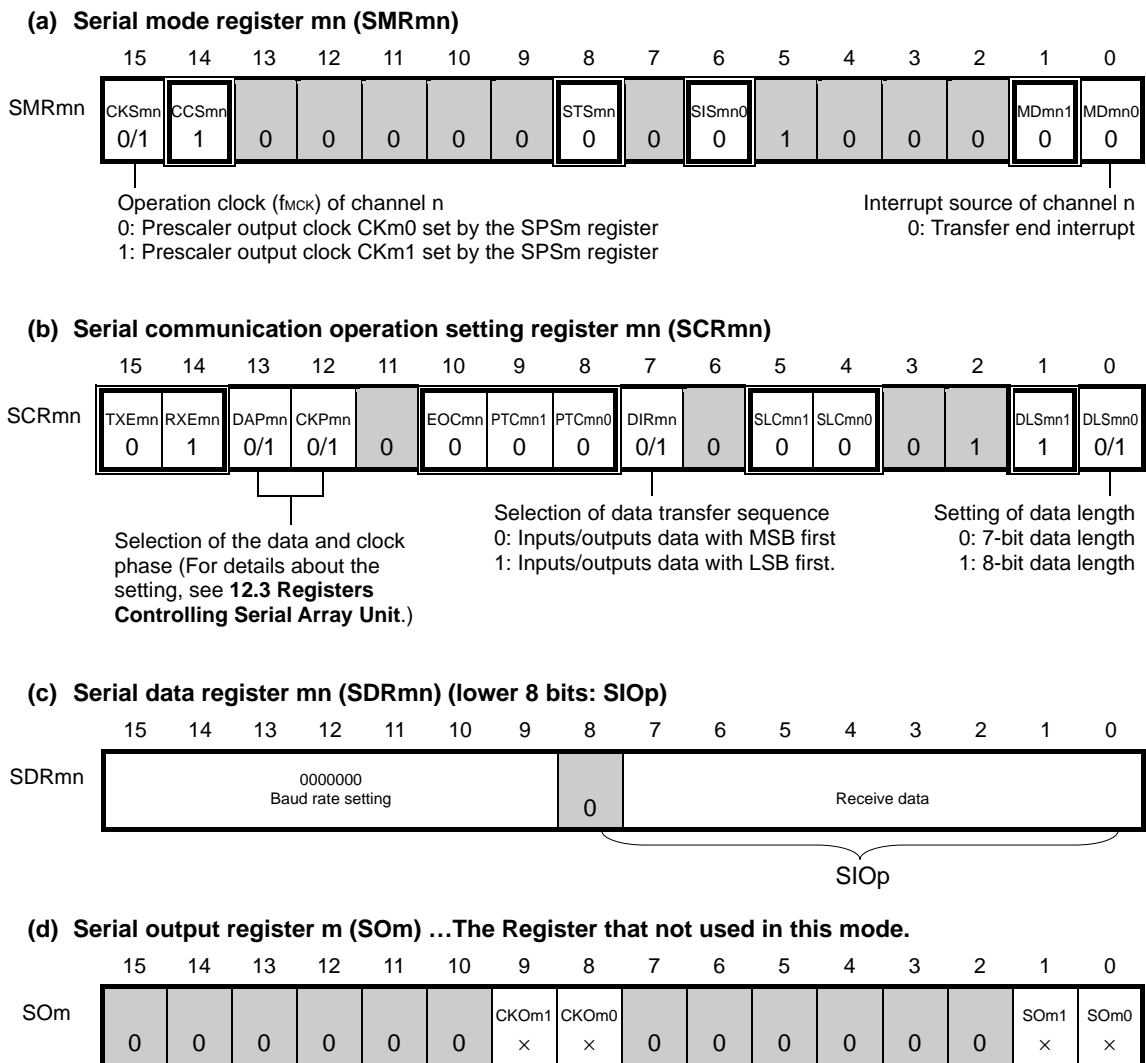 (a) Serial mode register mn (SMRmn)
15 14 13 12 11 10 9 8 7 6 5 4 3 2 1 0
SMRmn
CKSmn CCSmn STSmn SISmn0 MDmn1 MDmn0
0/1 1 0 0 0 0 0 0 0 0 1 0 0 0 0 0
Operation clock (fMCK) of channel n
0: Prescaler output clock CKm0 set by the SPSm register
1: Prescaler output clock CKm1 set by the SPSm register
Interrupt source of channel n
0: Transfer end interrupt
(b) Serial communication operation setting register mn (SCRmn)
15 14 13 12 11 10 9 8 7 6 5 4 3 2 1 0
SCRmn
TXEmn RXEmn DAPmn CKPmn EOCmn PTCmn1 PTCmn0 DIRmn SLCmn1 SLCmn0 DLSmn1 DLSmn0
0 1 0/1 0/1 0 0 0 0 0/1 0 0 0 0 1 1 0/1
Selection of the data and clock
phase (For details about the
setting, see 12.3 Registers
Controlling Serial Array Unit.)
Selection of data transfer sequence
0: Inputs/outputs data with MSB first
1: Inputs/outputs data with LSB first.
Setting of data length
0: 7-bit data length
1: 8-bit data length
(c) Serial data register mn (SDRmn) (lower 8 bits: SIOp)
15 14 13 12 11 10 9 8 7 6 5 4 3 2 1 0
SDRmn
0000000
Baud rate setting
0
Receive data
SIOp
(d) Serial output register m (SOm) …The Register that not used in this mode.
15 14 13 12 11 10 9 8 7 6 5 4 3 2 1 0
SOm
CKOm1 CKOm0 SOm1 SOm0
0 0 0 0 0 0 × × 0 0 0 0 0 0 × ×